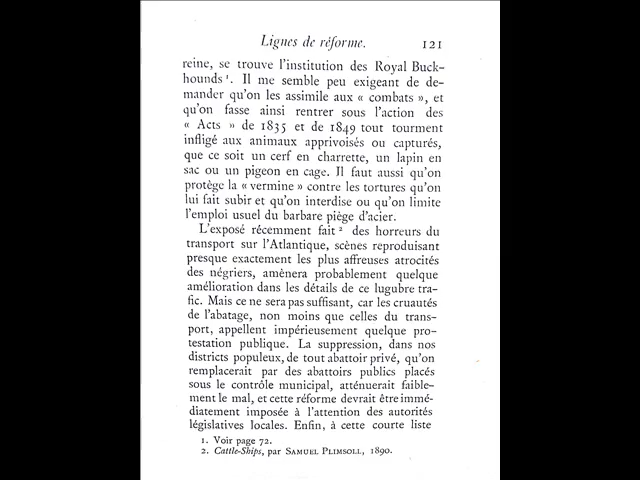 Lignes de réforme. 121
reine, se trouve l'institution des Royal Buck-
hounds ¹. Il me semble peu exigeant de de-
mander qu'on les assimile aux « combats », et
qu'on fasse ainsi rentrer sous l'action des
« Acts » de 1835 et de 1849 tout tourment
infligé aux animaux apprivoisés ou capturés,
que ce soit un cerf en charrette, un lapin en
sac ou un pigeon en cage. Il faut aussi qu'on
protège la « vermine » contre les tortures qu'on
lui fait subir et qu'on interdise ou qu'on limite
l'emploi usuel du barbare piège d'acier.
L'exposé récemment fait ² des horreurs du
transport sur l'Atlantique, scènes reproduisant
presque exactement les plus affreuses atrocités
des négriers, amènera probablement quelque
amélioration dans les détails de ce lugubre tra-
fic. Mais ce ne sera pas suffisant, car les cruautés
de l'abatage, non moins que celles du trans-
port, appellent impérieusement quelque pro-
testation publique. La suppression, dans nos
districts populeux, de tout abattoir privé, qu'on
remplacerait par des abattoirs publics placés
sous le contrôle municipal, atténuerait faible-
ment le mal, et cette réforme devrait être immé-
diatement imposée à l'attention des autorités
législatives locales. Enfin, à cette courte liste
1. Voir page 72.
2. Cattle-Ships, par SAMUEL PLIMSOLL, 1890.